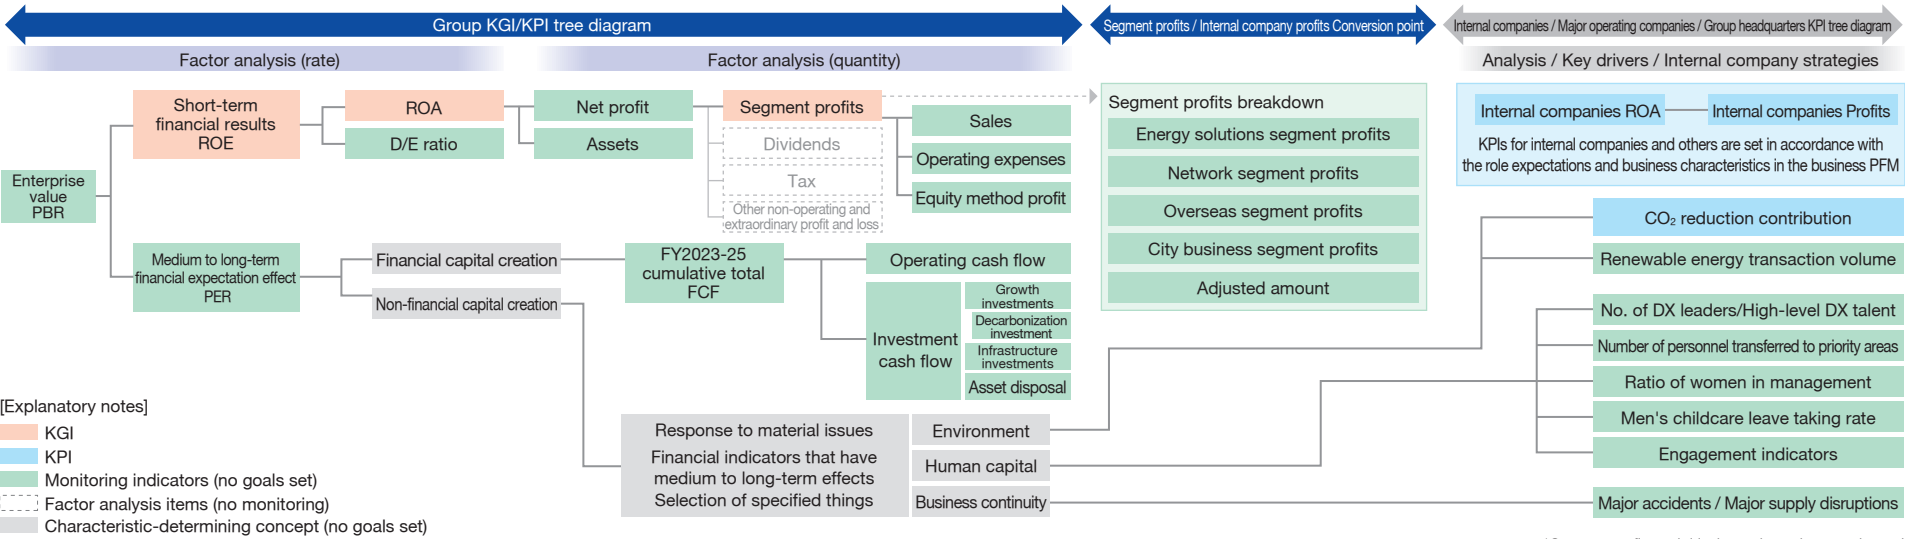 Group KGI/KPI tree diagram
Segment profits / Internal company profits Conversion point
Internal companies / Major operating companies / Group headquarters KPI tree diagram
Factor analysis (rate)
Factor analysis (quantity)
Analysis / Key drivers / Internal company strategies
Enterprise
value
PBR
Short-term
financial results
ROE
ROA
D/E ratio
Net profit
Assets
Segment profits
Dividends
Tax
Other non-operating and
extraordinary profit and loss
Sales
Operating expenses
Equity method profit
Segment profits breakdown
Energy solutions segment profits
Network segment profits
Overseas segment profits
City business segment profits
Adjusted amount
Internal companies ROA
Internal companies Profits
KPIs for internal companies and others are set in accordance with
the role expectations and business characteristics in the business PFM
Medium to long-term
financial expectation effect
PER
Financial capital creation
Non-financial capital creation
FY2023-25
cumulative total
FCF
Operating cash flow
Investment
cash flow
Growth
investments
Decarbonization
investment
Infrastructure
investments
Asset disposal
Response to material issues
Financial indicators that have
medium to long-term effects
Selection of specified things
Environment
Human capital
Business continuity
CO₂ reduction contribution
Renewable energy transaction volume
No. of DX leaders/High-level DX talent
Number of personnel transferred to priority areas
Ratio of women in management
Men's childcare leave taking rate
Engagement indicators
Major accidents / Major supply disruptions
[Explanatory notes]
KGI
KPI
Monitoring indicators (no goals set)
Factor analysis items (no monitoring)
Characteristic-determining concept (no goals set)